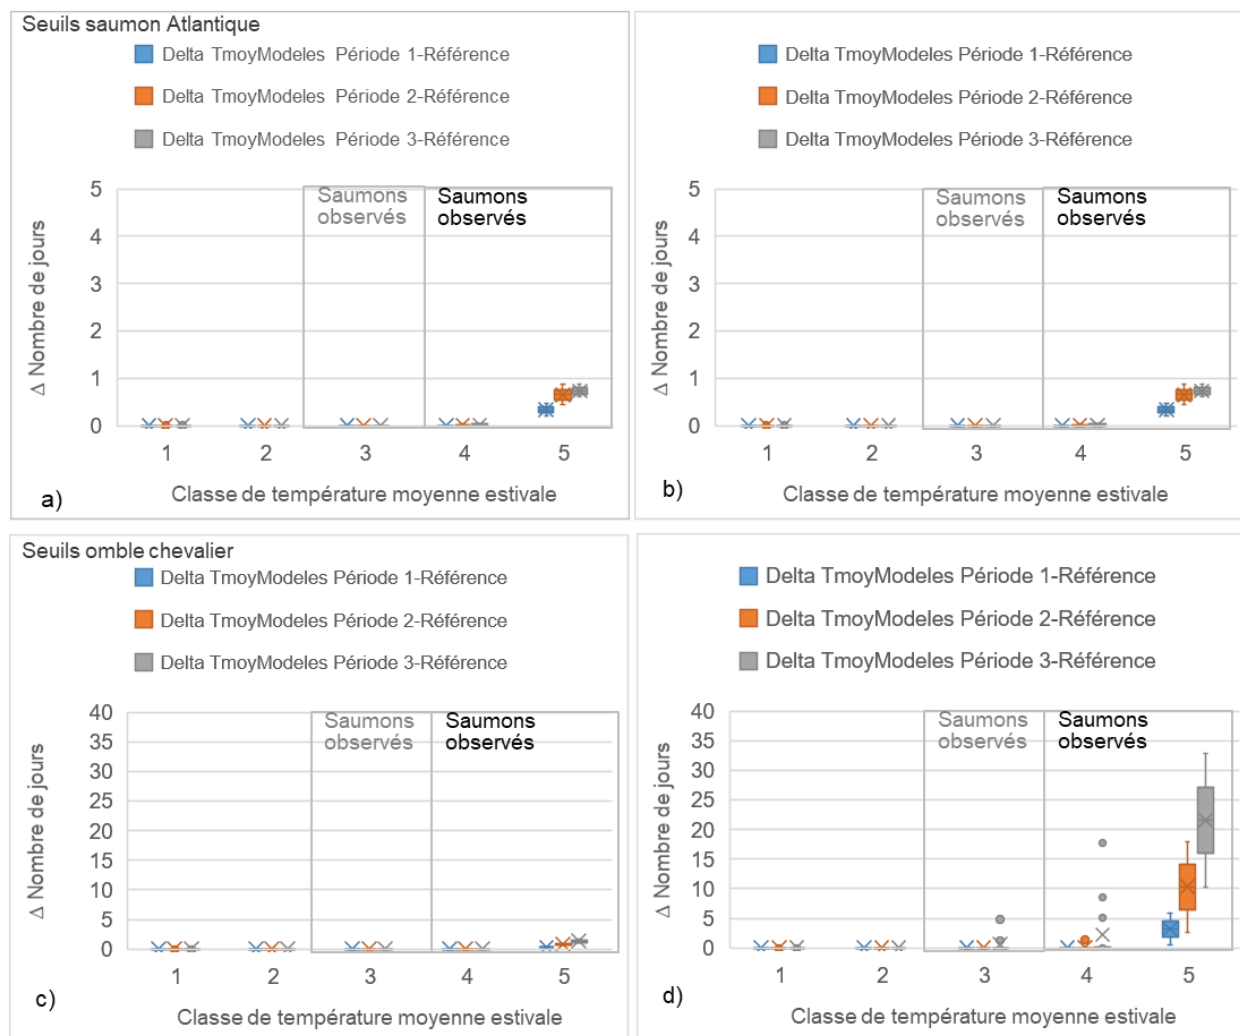 Seuils saumon Atlantique
Delta TmoyModeles Période 1-Référence
Delta TmoyModeles Période 2-Référence
Delta TmoyModeles Période 3-Référence
Δ Nombre de jours
5
4
3
2
1
0
Saumons
observés
Saumons
observés
1 2 3 4 5
Classe de température moyenne estivale
a)
Delta TmoyModeles Période 1-Référence
Delta TmoyModeles Période 2-Référence
Delta TmoyModeles Période 3-Référence
Δ Nombre de jours
5
4
3
2
1
0
Saumons
observés
Saumons
observés
1 2 3 4 5
Classe de température moyenne estivale
b)
Seuils omble chevalier
Delta TmoyModeles Période 1-Référence
Delta TmoyModeles Période 2-Référence
Delta TmoyModeles Période 3-Référence
Δ Nombre de jours
40
35
30
25
20
15
10
5
0
Saumons
observés
Saumons
observés
1 2 3 4 5
Classe de température moyenne estivale
c)
Delta TmoyModeles Période 1-Référence
Delta TmoyModeles Période 2-Référence
Delta TmoyModeles Période 3-Référence
Δ Nombre de jours
40
35
30
25
20
15
10
5
0
Saumons
observés
Saumons
observés
1 2 3 4 5
Classe de température moyenne estivale
d)